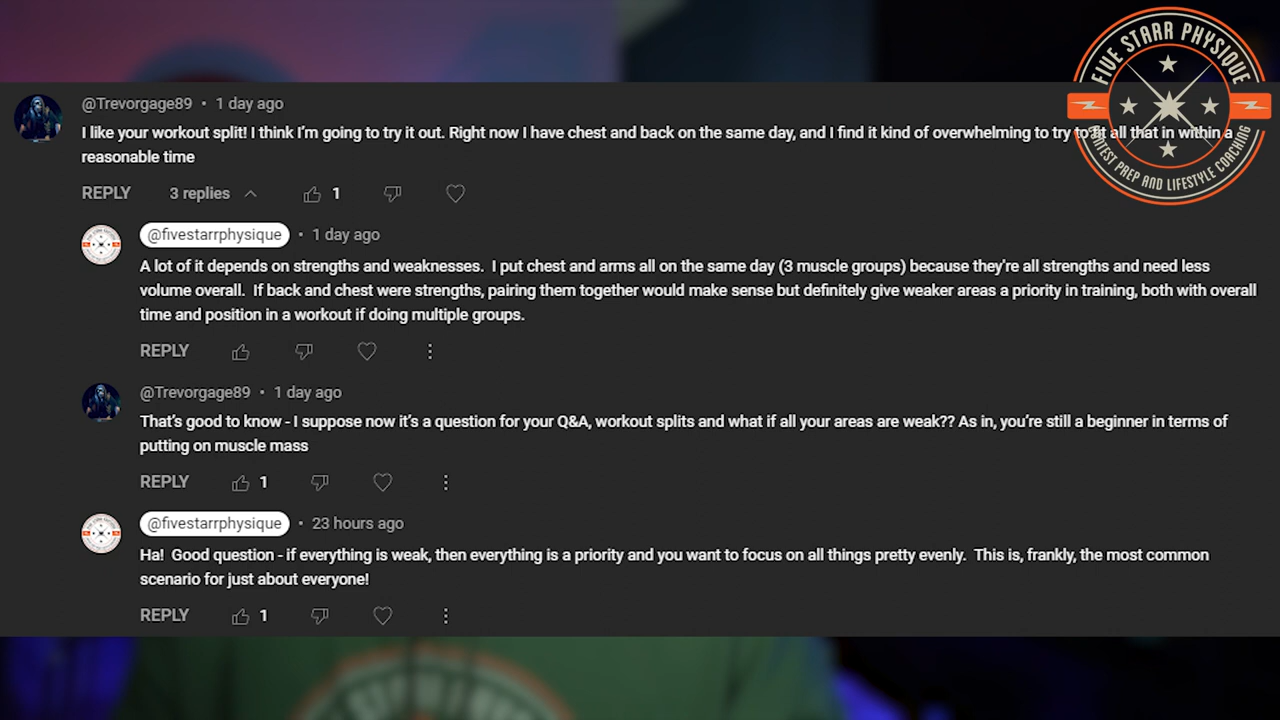 FIVE STARR PHYSIQUE
CONTEST PREP AND LIFESTYLE COACHING
@Trevorgage89 • 1 day ago
I like your workout split! I think I'm going to try it out. Right now I have chest and back on the same day, and I find it kind of overwhelming to try to fit all that in within a
reasonable time
REPLY 3 replies 1
@fivestarrphysique • 1 day ago
A lot of it depends on strengths and weaknesses. I put chest and arms all on the same day (3 muscle groups) because they're all strengths and need less
volume overall. If back and chest were strengths, pairing them together would make sense but definitely give weaker areas a priority in training, both with overall
time and position in a workout if doing multiple groups.
REPLY
@Trevorgage89 • 1 day ago
That's good to know - I suppose now it's a question for your Q&A, workout splits and what if all your areas are weak?? As in, you're still a beginner in terms of
putting on muscle mass
REPLY 1
@fivestarrphysique • 23 hours ago
Ha! Good question - if everything is weak, then everything is a priority and you want to focus on all things pretty evenly. This is, frankly, the most common
scenario for just about everyone!
REPLY 1